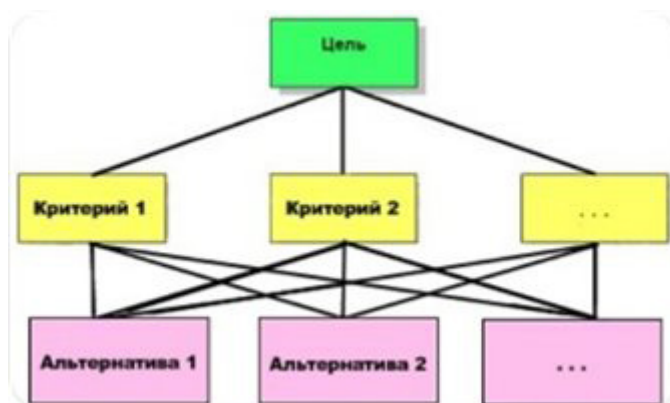 Цель
Критерий 1
Критерий 2
...
Альтернатива 1
Альтернатива 2
...